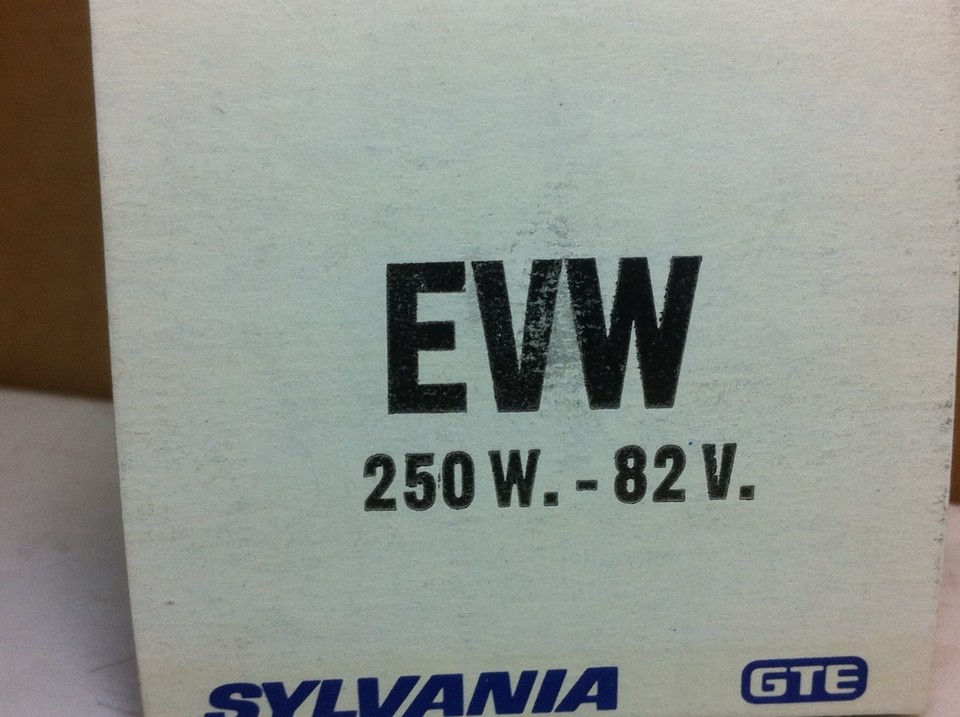 EVW
250 W. - 82 V.
SYLVANIA GTE